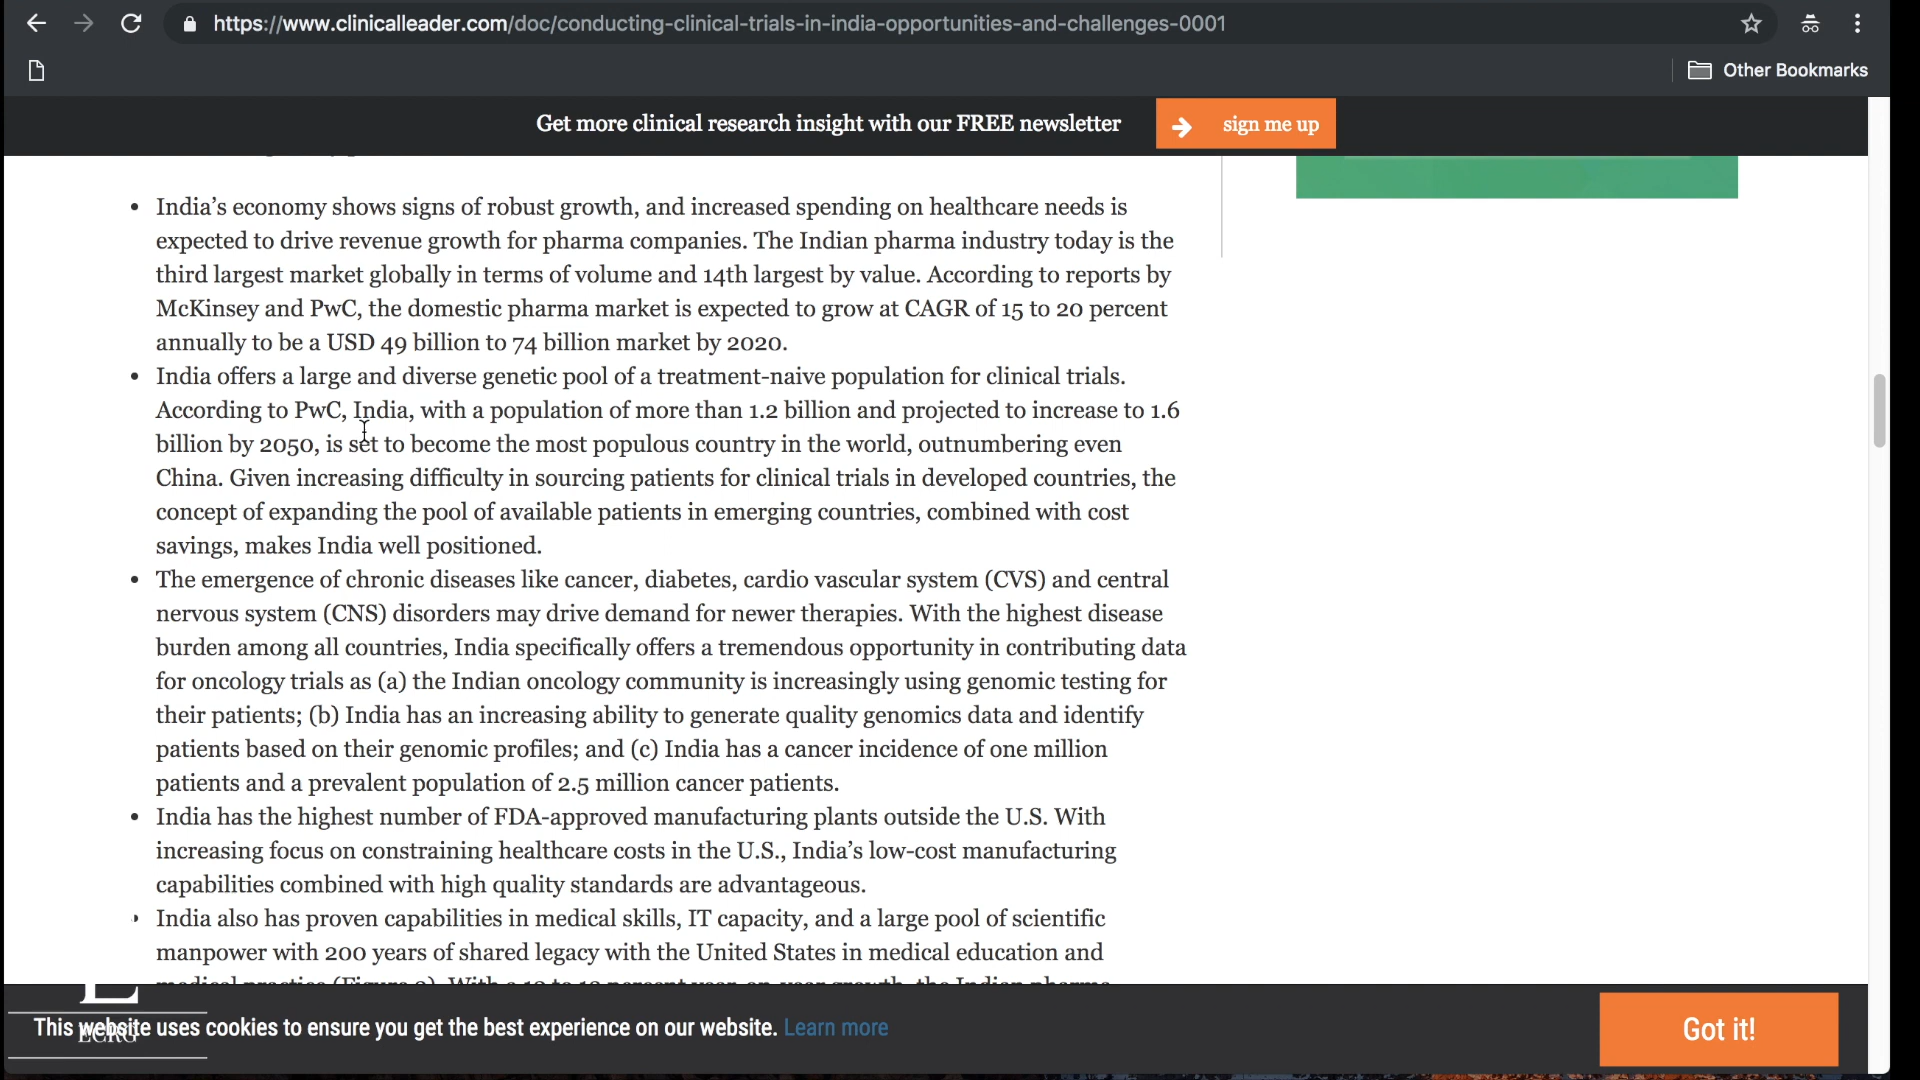 https://www.clinicalleader.com/doc/conducting-clinical-trials-in-india-opportunities-and-challenges-0001
Other Bookmarks
Get more clinical research insight with our FREE newsletter
sign me up
• India’s economy shows signs of robust growth, and increased spending on healthcare needs is
expected to drive revenue growth for pharma companies. The Indian pharma industry today is the
third largest market globally in terms of volume and 14th largest by value. According to reports by
McKinsey and PwC, the domestic pharma market is expected to grow at CAGR of 15 to 20 percent
annually to be a USD 49 billion to 74 billion market by 2020.
• India offers a large and diverse genetic pool of a treatment-naive population for clinical trials.
According to PwC, India, with a population of more than 1.2 billion and projected to increase to 1.6
billion by 2050, is set to become the most populous country in the world, outnumbering even
China. Given increasing difficulty in sourcing patients for clinical trials in developed countries, the
concept of expanding the pool of available patients in emerging countries, combined with cost
savings, makes India well positioned.
• The emergence of chronic diseases like cancer, diabetes, cardio vascular system (CVS) and central
nervous system (CNS) disorders may drive demand for newer therapies. With the highest disease
burden among all countries, India specifically offers a tremendous opportunity in contributing data
for oncology trials as (a) the Indian oncology community is increasingly using genomic testing for
their patients; (b) India has an increasing ability to generate quality genomics data and identify
patients based on their genomic profiles; and (c) India has a cancer incidence of one million
patients and a prevalent population of 2.5 million cancer patients.
• India has the highest number of FDA-approved manufacturing plants outside the U.S. With
increasing focus on constraining healthcare costs in the U.S., India’s low-cost manufacturing
capabilities combined with high quality standards are advantageous.
• India also has proven capabilities in medical skills, IT capacity, and a large pool of scientific
manpower with 200 years of shared legacy with the United States in medical education and
This website uses cookies to ensure you get the best experience on our website. Learn more
ECRG
Got it!